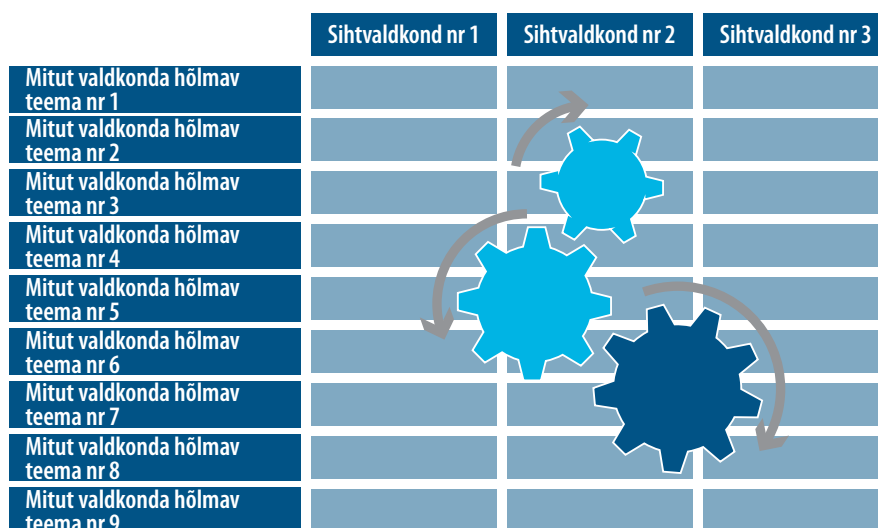 Sihtvaldkond nr 1
Sihtvaldkond nr 2
Sihtvaldkond nr 3
Mitut valdkonda hõlmav
teema nr 1
Mitut valdkonda hõlmav
teema nr 2
Mitut valdkonda hõlmav
teema nr 3
Mitut valdkonda hõlmav
teema nr 4
Mitut valdkonda hõlmav
teema nr 5
Mitut valdkonda hõlmav
teema nr 6
Mitut valdkonda hõlmav
teema nr 7
Mitut valdkonda hõlmav
teema nr 8
Mitut valdkonda hõlmav
teema nr 9